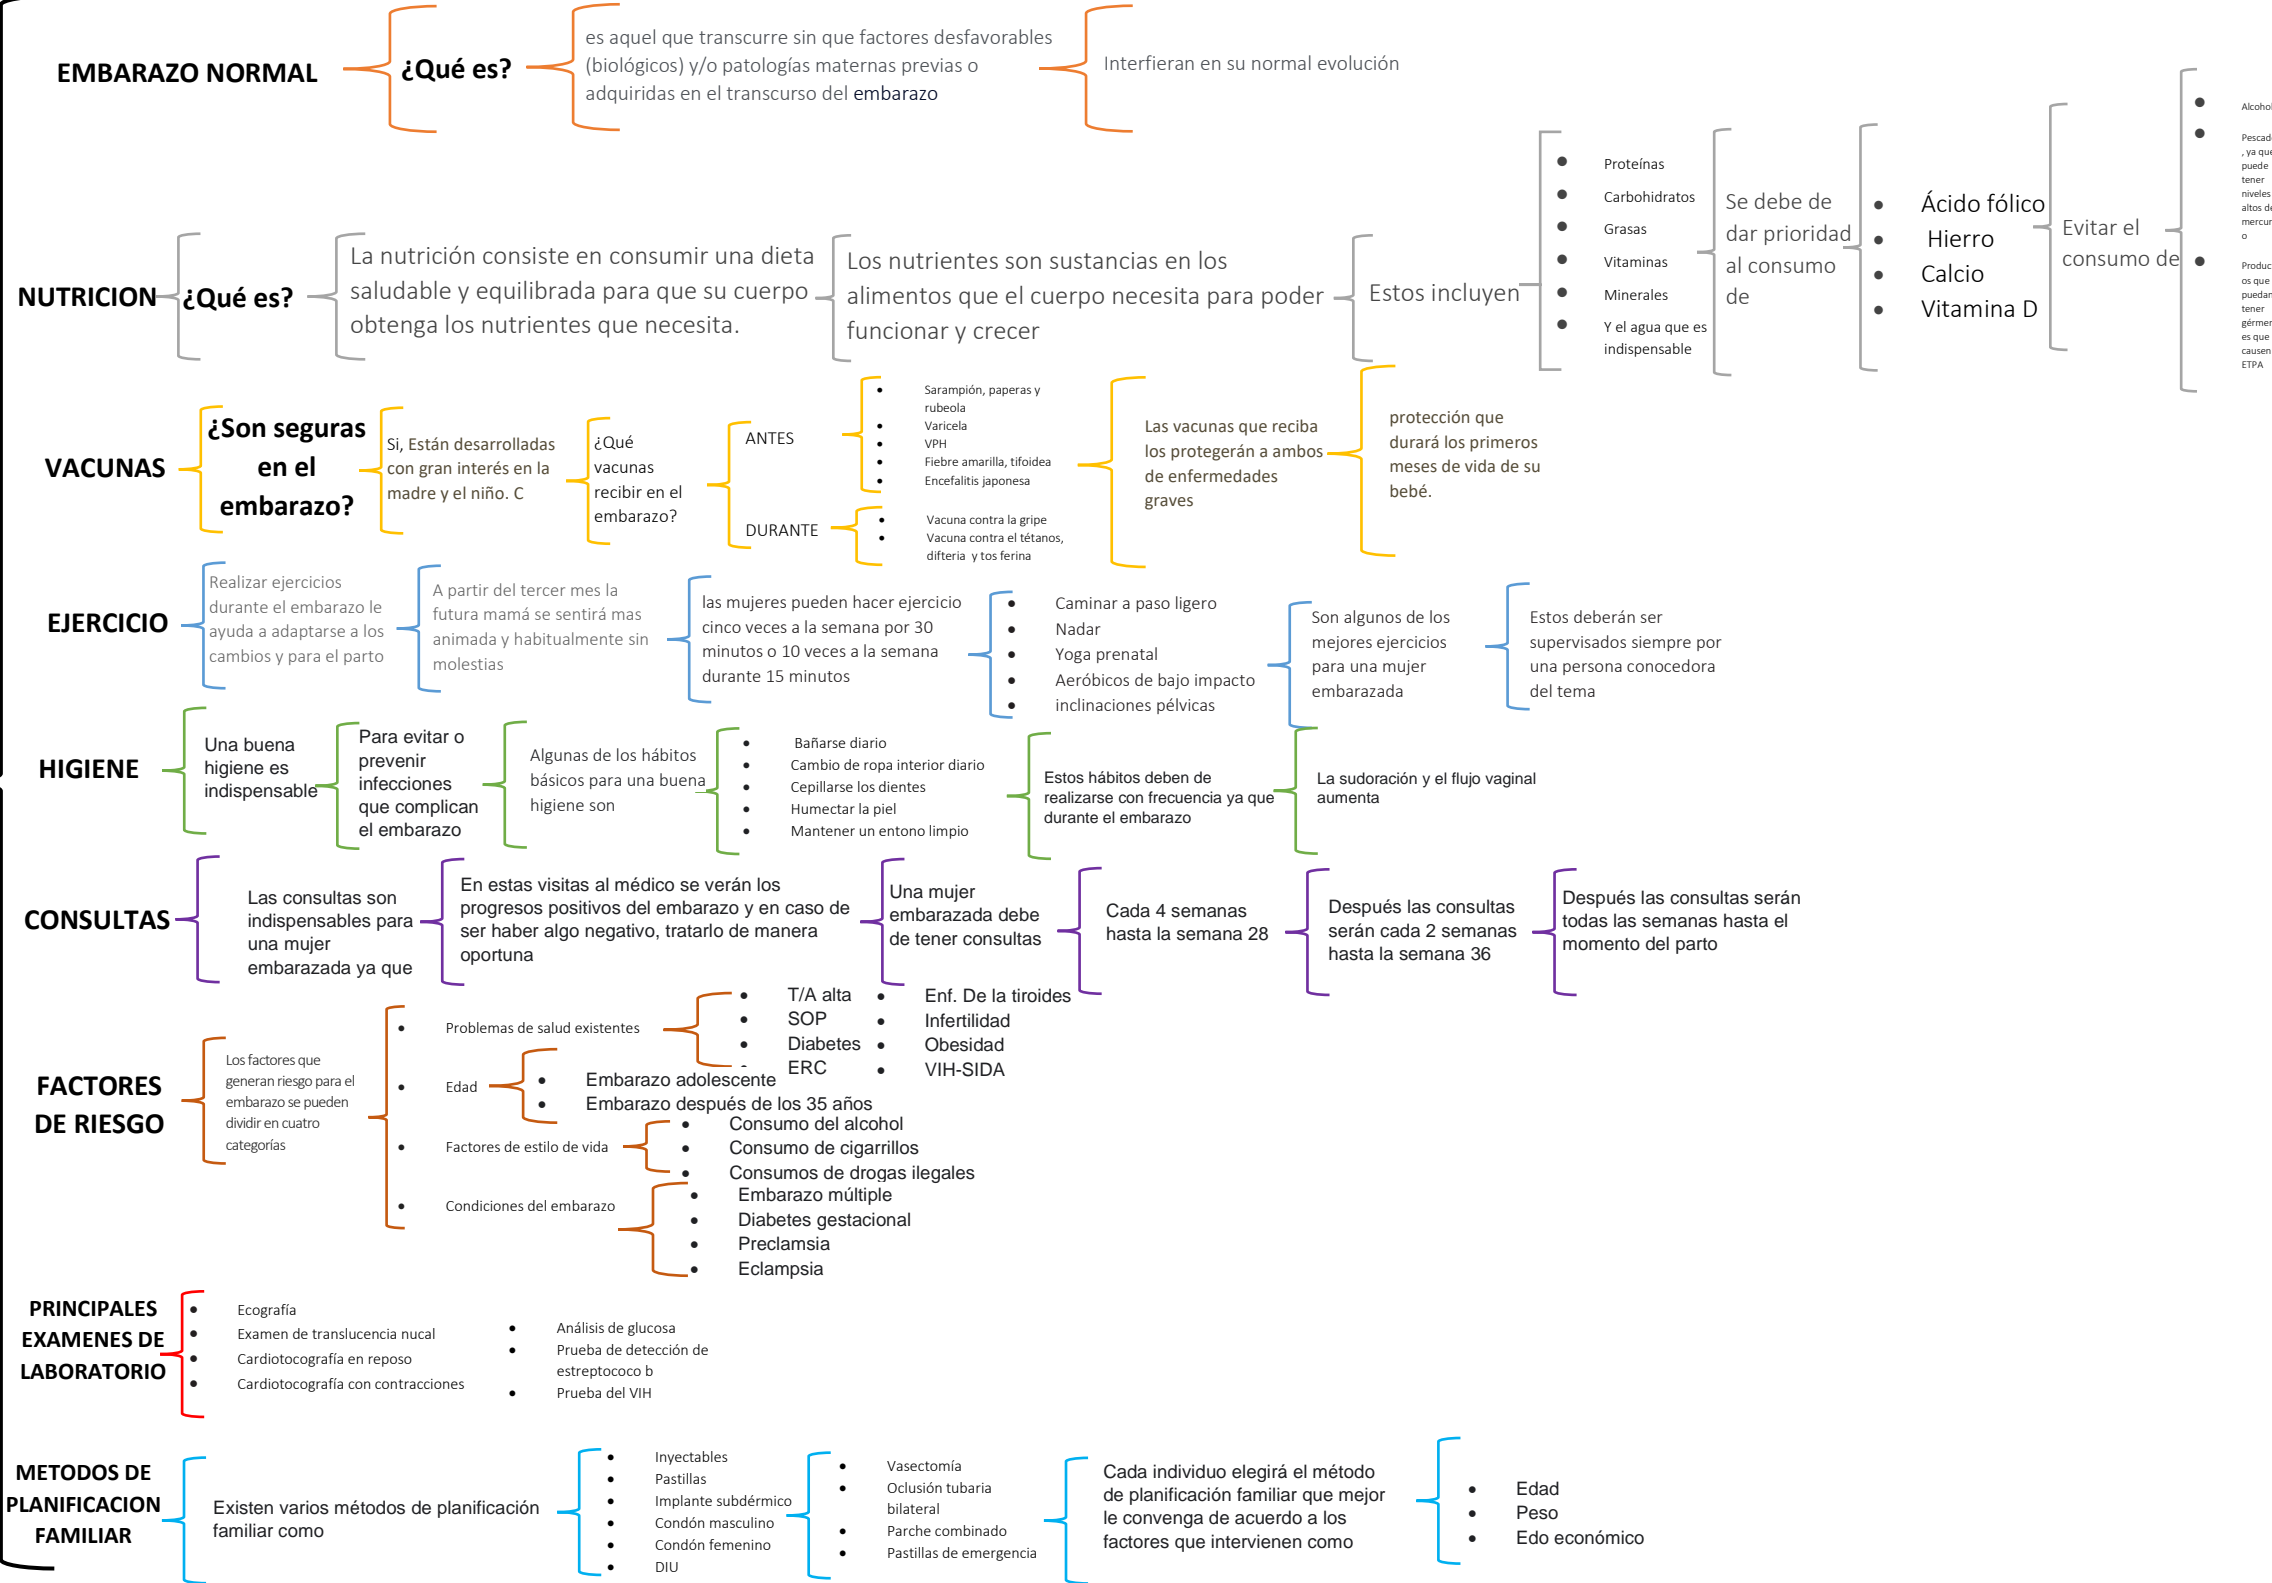 EMBARAZO NORMAL
¿Qué es?
es aquel que transcurre sin que factores desfavorables
(biológicos) y/o patologías maternas previas o
adquiridas en el transcurso del embarazo
Interfieran en su normal evolución
NUTRICION
¿Qué es?
La nutrición consiste en consumir una dieta
saludable y equilibrada para que su cuerpo
obtenga los nutrientes que necesita.
Los nutrientes son sustancias en los
alimentos que el cuerpo necesita para poder
funcionar y crecer
Estos incluyen
Proteínas
Carbohidratos
Grasas
Vitaminas
Minerales
Y el agua que es
indispensable
Se debe de
dar prioridad
al consumo
de
Ácido fólico
Hierro
Calcio
Vitamina D
Evitar el
consumo de
Alcohol
, ya que
puede
tener
niveles
altos de
o
os que
tener
es que
causen
ETPA
VACUNAS
¿Son seguras
en el
embarazo?
Si, Están desarrolladas
con gran interés en la
madre y el niño. C
¿Qué
vacunas
recibir en el
embarazo?
ANTES
Sarampión, paperas y
rubeola
Varicela
VPH
Fiebre amarilla, tifoidea
Encefalitis japonesa
DURANTE
Vacuna contra la gripe
Vacuna contra el tétanos,
difteria y tos ferina
Las vacunas que reciba
los protegerán a ambos
de enfermedades
graves
protección que
durará los primeros
meses de vida de su
bebé.
EJERCICIO
Realizar ejercicios
durante el embarazo le
ayuda a adaptarse a los
cambios y para el parto
A partir del tercer mes la
futura mamá se sentirá mas
animada y habitualmente sin
molestias
las mujeres pueden hacer ejercicio
cinco veces a la semana por 30
minutos o 10 veces a la semana
durante 15 minutos
Caminar a paso ligero
Nadar
Yoga prenatal
Aeróbicos de bajo impacto
inclinaciones pélvicas
Son algunos de los
mejores ejercicios
para una mujer
embarazada
Estos deberán ser
supervisados siempre por
una persona conocedora
del tema
HIGIENE
Una buena
higiene es
indispensable
Para evitar o
prevenir
infecciones
que complican
el embarazo
Algunas de los hábitos
básicos para una buena
higiene son
Bañarse diario
Cambio de ropa interior diario
Cepillarse los dientes
Humectar la piel
Mantener un entono limpio
Estos hábitos deben de
realizarse con frecuencia ya que
durante el embarazo
La sudoración y el flujo vaginal
aumenta
CONSULTAS
Las consultas son
indispensables para
una mujer
embarazada ya que
En estas visitas al médico se verán los
progresos positivos del embarazo y en caso de
ser haber algo negativo, tratarlo de manera
oportuna
Una mujer
embarazada debe
de tener consultas
Cada 4 semanas
hasta la semana 28
Después las consultas
serán cada 2 semanas
hasta la semana 36
Después las consultas serán
todas las semanas hasta el
momento del parto
FACTORES
DE RIESGO
Los factores que
generan riesgo para el
embarazo se pueden
dividir en cuatro
categorías
Problemas de salud existentes
T/A alta
SOP
Diabetes
ERC
Enf. De la tiroides
Infertilidad
Obesidad
VIH-SIDA
Edad
Embarazo adolescente
Embarazo después de los 35 años
Factores de estilo de vida
Consumo del alcohol
Consumo de cigarrillos
Consumos de drogas ilegales
Condiciones del embarazo
Embarazo múltiple
Diabetes gestacional
Preclamsia
Eclampsia
PRINCIPALES
EXAMENES DE
LABORATORIO
Ecografía
Examen de translucencia nucal
Cardiotocografía en reposo
Cardiotocografía con contracciones
Análisis de glucosa
Prueba de detección de
estreptococo b
Prueba del VIH
METODOS DE
PLANIFICACION
FAMILIAR
Existen varios métodos de planificación
familiar como
Inyectables
Pastillas
Implante subdérmico
Condón masculino
Condón femenino
DIU
Vasectomía
Oclusión tubaria
bilateral
Parche combinado
Pastillas de emergencia
Cada individuo elegirá el método
de planificación familiar que mejor
le convenga de acuerdo a los
factores que intervienen como
Edad
Peso
Edo económico